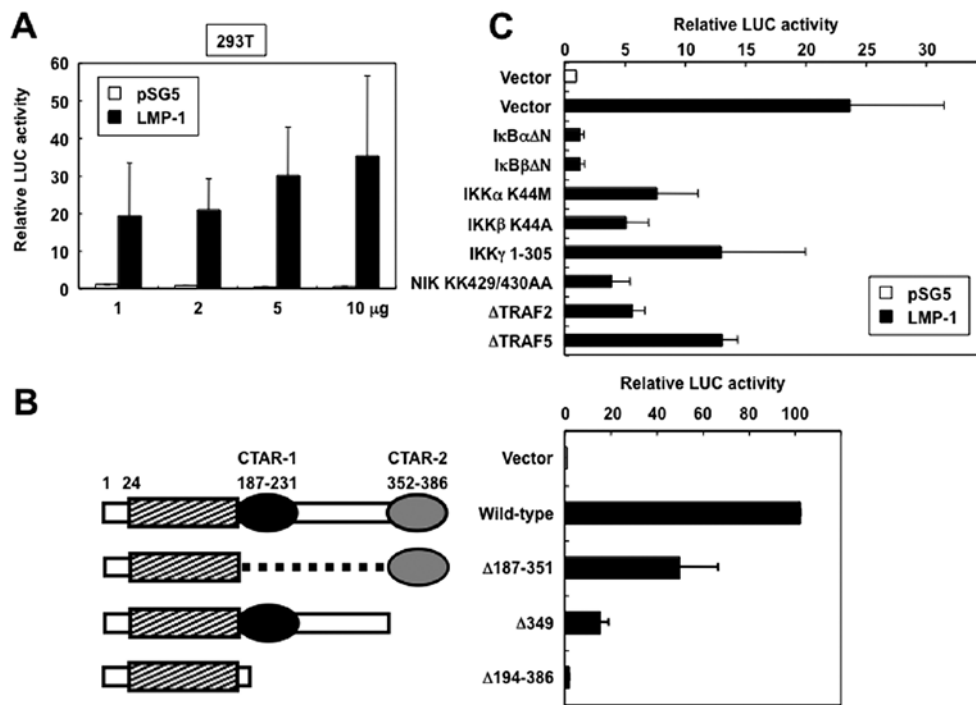 A
293T
Relative LUC activity
60
50
40
30
20
10
0
pSG5
LMP-1
1 2 5 10 μg
C
Relative LUC activity
0 5 10 15 20 25 30
Vector
Vector
IκBαΔN
IκBβΔN
IKKα K44M
IKKβ K44A
IKKγ 1-305
NIK KK429/430AA
ΔTRAF2
ΔTRAF5
pSG5
LMP-1
B
CTAR-1 CTAR-2
1 24 187-231 352-386
Relative LUC activity
0 20 40 60 80 100
Vector
Wild-type
Δ187-351
Δ349
Δ194-386